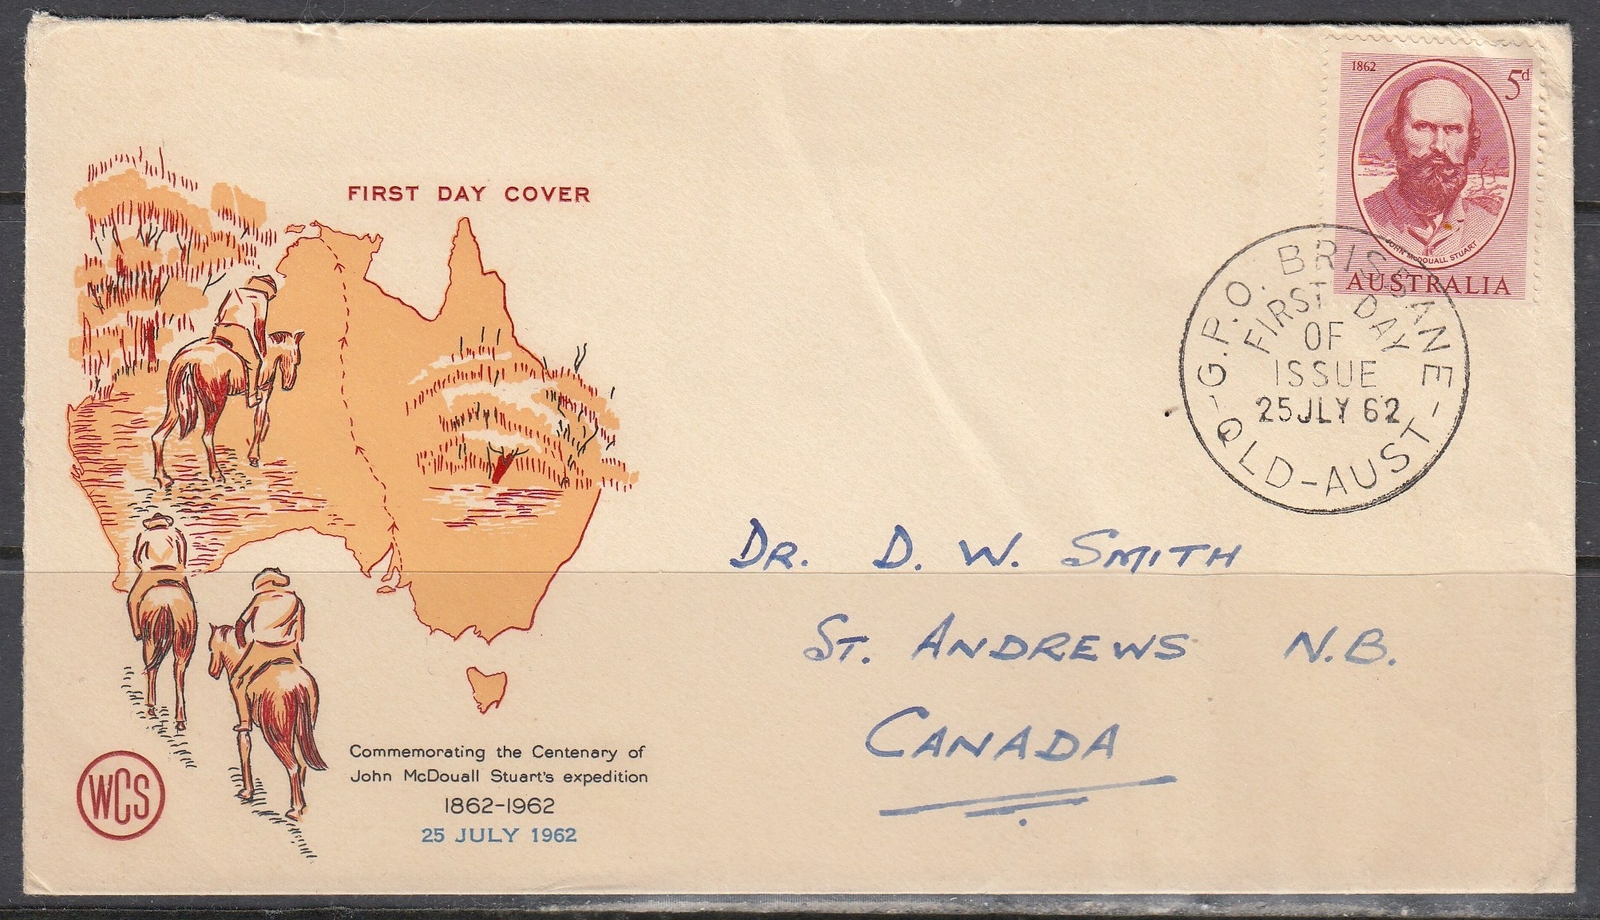 FIRST DAY COVER
1862 5d
JOHN McDOUALL STUART
AUSTRALIA
G.P.O. BRISBANE
FIRST DAY
OF
ISSUE
25 JLY 62
QLD-AUST
DR. D. W. SMITH
ST. ANDREWS N.B.
CANADA
Commemorating the Centenary of
John McDouall Stuart's expedition
1862-1962
25 JULY 1962
WCS